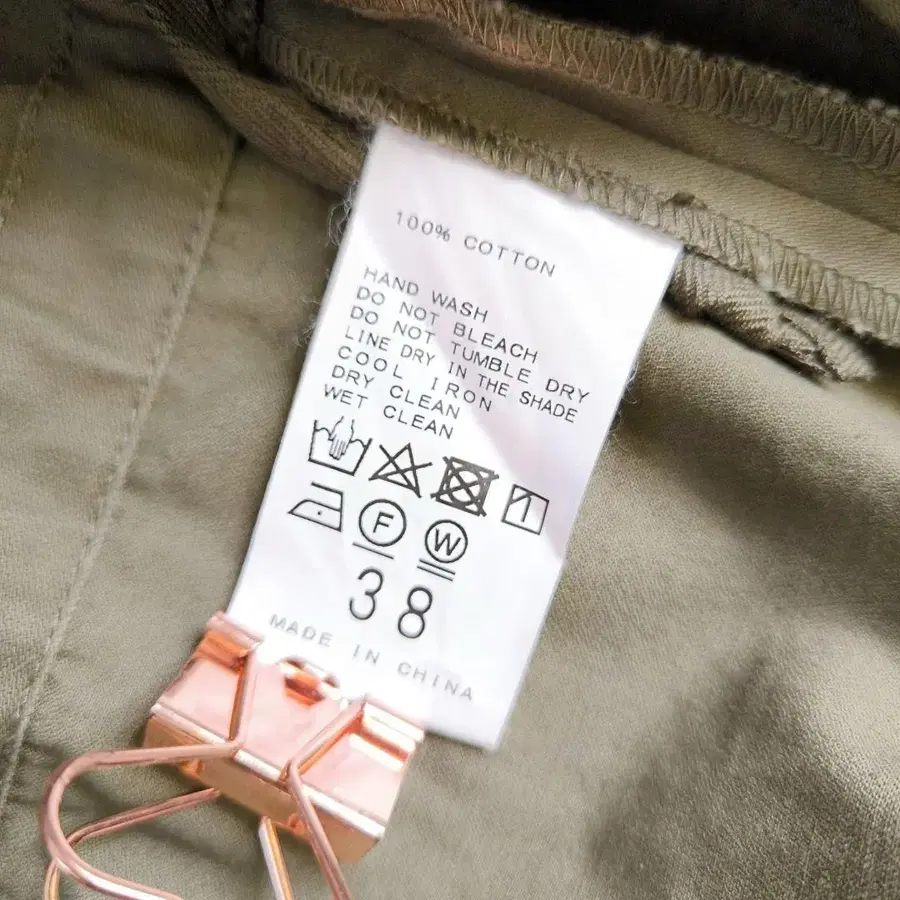 100% COTTON
HAND WASH
DO NOT BLEACH
DO NOT TUMBLE DRY
LINE DRY IN THE SHADE
COOL IRON
DRY CLEAN
WET CLEAN
F W
38
MADE IN CHINA